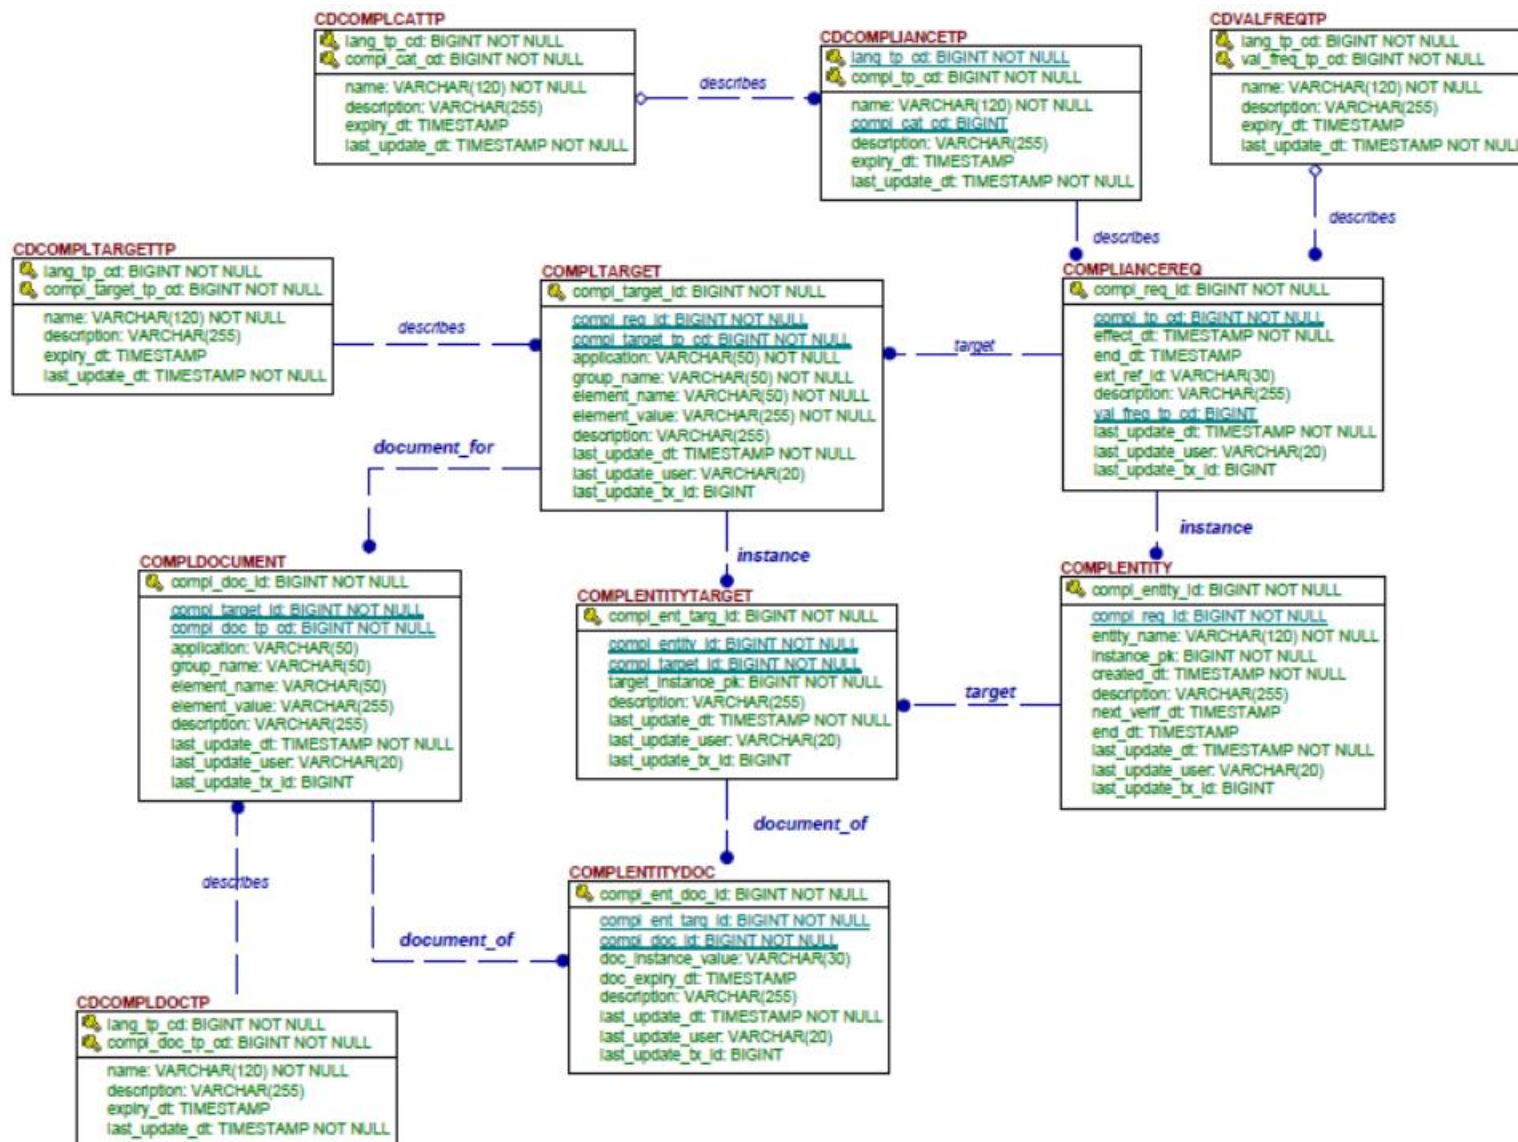 CDCOMPLCATTP
lang_tp_cd: BIGINT NOT NULL
compl_cat_cd: BIGINT NOT NULL
name: VARCHAR(120) NOT NULL
description: VARCHAR(255)
expiry_dt: TIMESTAMP
last_update_dt: TIMESTAMP NOT NULL
describes
CDCOMPLIANCETP
lang_tp_cd: BIGINT NOT NULL
compl_tp_cd: BIGINT NOT NULL
name: VARCHAR(120) NOT NULL
compl_cat_cd: BIGINT
description: VARCHAR(255)
expiry_dt: TIMESTAMP
last_update_dt: TIMESTAMP NOT NULL
CDVALFREQTP
lang_tp_cd: BIGINT NOT NULL
val_freq_tp_cd: BIGINT NOT NULL
name: VARCHAR(120) NOT NULL
description: VARCHAR(255)
expiry_dt: TIMESTAMP
last_update_dt: TIMESTAMP NOT NULL
describes
describes
CDCOMPLTARGETTP
lang_tp_cd: BIGINT NOT NULL
compl_target_tp_cd: BIGINT NOT NULL
name: VARCHAR(120) NOT NULL
description: VARCHAR(255)
expiry_dt: TIMESTAMP
last_update_dt: TIMESTAMP NOT NULL
describes
COMPLTARGET
compl_target_id: BIGINT NOT NULL
compl_req_id: BIGINT NOT NULL
compl_target_tp_cd: BIGINT NOT NULL
application: VARCHAR(50) NOT NULL
group_name: VARCHAR(50) NOT NULL
element_name: VARCHAR(50) NOT NULL
element_value: VARCHAR(255) NOT NULL
description: VARCHAR(255)
last_update_dt: TIMESTAMP NOT NULL
last_update_user: VARCHAR(20)
last_update_tx_id: BIGINT
target
COMPLIANCEREQ
compl_req_id: BIGINT NOT NULL
compl_tp_cd: BIGINT NOT NULL
effect_dt: TIMESTAMP NOT NULL
end_dt: TIMESTAMP
ext_ref_id: VARCHAR(30)
description: VARCHAR(255)
val_freq_tp_cd: BIGINT
last_update_dt: TIMESTAMP NOT NULL
last_update_user: VARCHAR(20)
last_update_tx_id: BIGINT
document_for
instance
instance
COMPLDOCUMENT
compl_doc_id: BIGINT NOT NULL
compl_target_id: BIGINT NOT NULL
compl_doc_tp_cd: BIGINT NOT NULL
application: VARCHAR(50)
group_name: VARCHAR(50)
element_name: VARCHAR(50)
element_value: VARCHAR(255)
description: VARCHAR(255)
last_update_dt: TIMESTAMP NOT NULL
last_update_user: VARCHAR(20)
last_update_tx_id: BIGINT
COMPLENTITYTARGET
compl_ent_targ_id: BIGINT NOT NULL
compl_entity_id: BIGINT NOT NULL
compl_target_id: BIGINT NOT NULL
target_instance_pk: BIGINT NOT NULL
description: VARCHAR(255)
last_update_dt: TIMESTAMP NOT NULL
last_update_user: VARCHAR(20)
last_update_tx_id: BIGINT
target
COMPLENTITY
compl_entity_id: BIGINT NOT NULL
compl_req_id: BIGINT NOT NULL
entity_name: VARCHAR(120) NOT NULL
instance_pk: BIGINT NOT NULL
created_dt: TIMESTAMP NOT NULL
description: VARCHAR(255)
next_verif_dt: TIMESTAMP
end_dt: TIMESTAMP
last_update_dt: TIMESTAMP NOT NULL
last_update_user: VARCHAR(20)
last_update_tx_id: BIGINT
document_of
describes
document_of
COMPLENTITYDOC
compl_ent_doc_id: BIGINT NOT NULL
compl_ent_targ_id: BIGINT NOT NULL
compl_doc_id: BIGINT NOT NULL
doc_instance_value: VARCHAR(30)
doc_expiry_dt: TIMESTAMP
description: VARCHAR(255)
last_update_dt: TIMESTAMP NOT NULL
last_update_user: VARCHAR(20)
last_update_tx_id: BIGINT
CDCOMPLDOCTP
lang_tp_cd: BIGINT NOT NULL
compl_doc_tp_cd: BIGINT NOT NULL
name: VARCHAR(120) NOT NULL
description: VARCHAR(255)
expiry_dt: TIMESTAMP
last_update_dt: TIMESTAMP NOT NULL